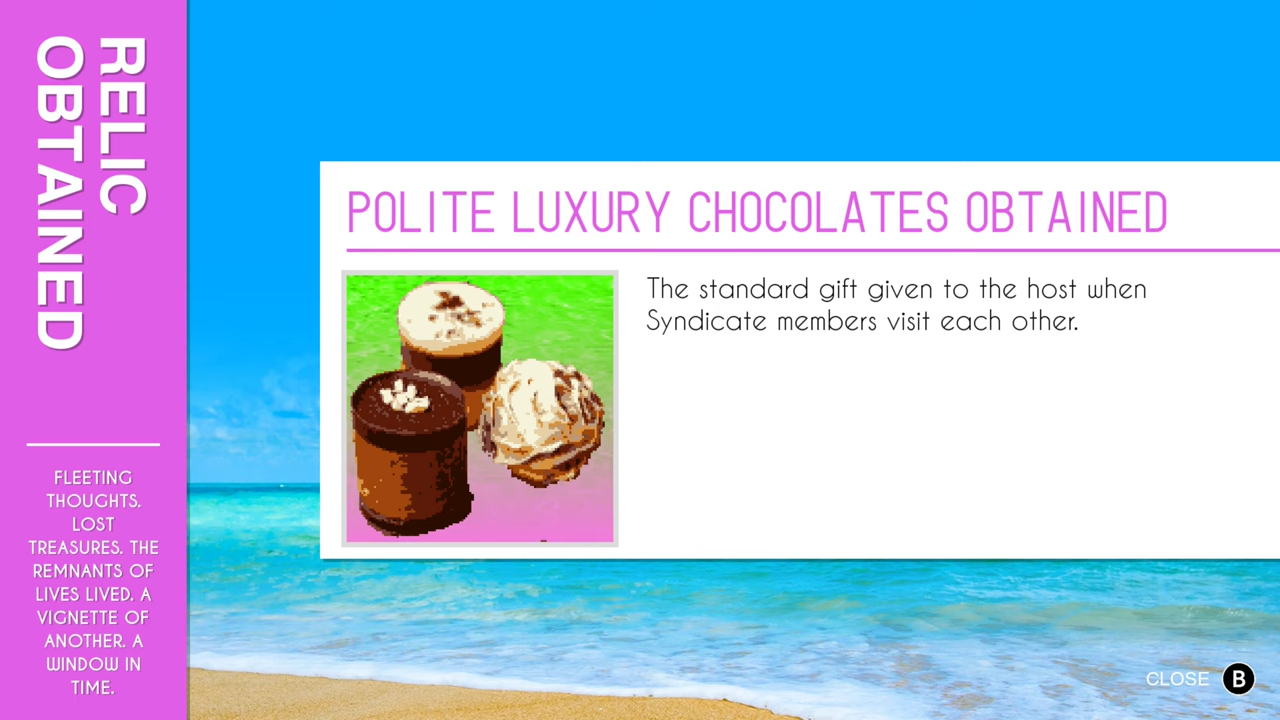 RELIC
OBTAINED
FLEETING
THOUGHTS.
LOST
TREASURES. THE
REMNANTS OF
LIVES LIVED. A
VIGNETTE OF
ANOTHER. A
WINDOW IN
TIME.
POLITE LUXURY CHOCOLATES OBTAINED
The standard gift given to the host when
Syndicate members visit each other.
CLOSE B